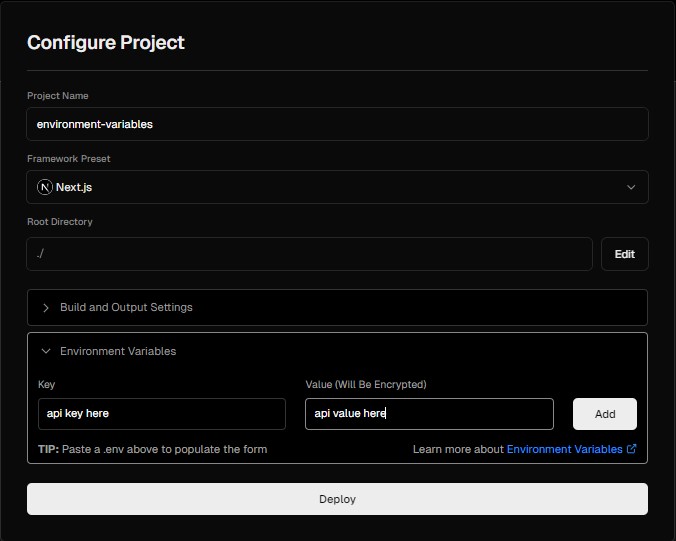 Configure Project
Project Name
environment-variables
Framework Preset
N Next.js
Root Directory
./
Edit
Build and Output Settings
Environment Variables
Key
Value (Will Be Encrypted)
api key here
api value here
Add
TIP: Paste a .env above to populate the form
Learn more about Environment Variables
Deploy